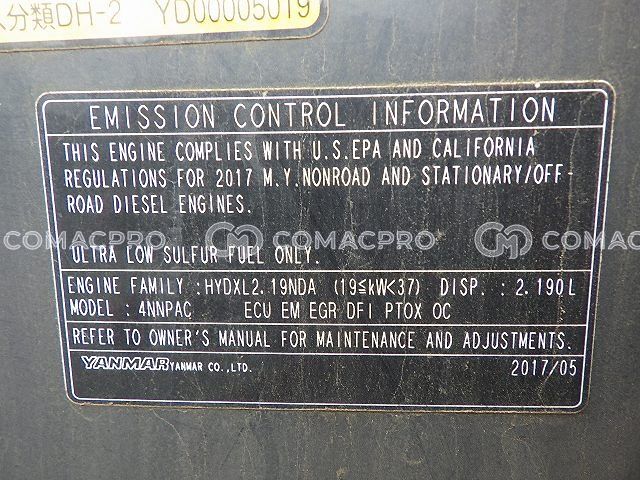 分類DH-2 YD00005019
EMISSION CONTROL INFORMATION
THIS ENGINE COMPLIES WITH U.S.EPA AND CALIFORNIA
REGULATIONS FOR 2017 M.Y.NONROAD AND STATIONARY/OFF-
ROAD DIESEL ENGINES.
COMACPRO CM COMACPRO CM
ULTRA LOW SULFUR FUEL ONLY.
ENGINE FAMILY :HYDXL2.19NDA (19≦kW<37) DISP. : 2.190L
MODEL : 4NNPAC ECU EM EGR DFI PTOX OC
REFER TO OWNER'S MANUAL FOR MAINTENANCE AND ADJUSTMENTS.
YANMAR YANMAR CO.,LTD. 2017/05